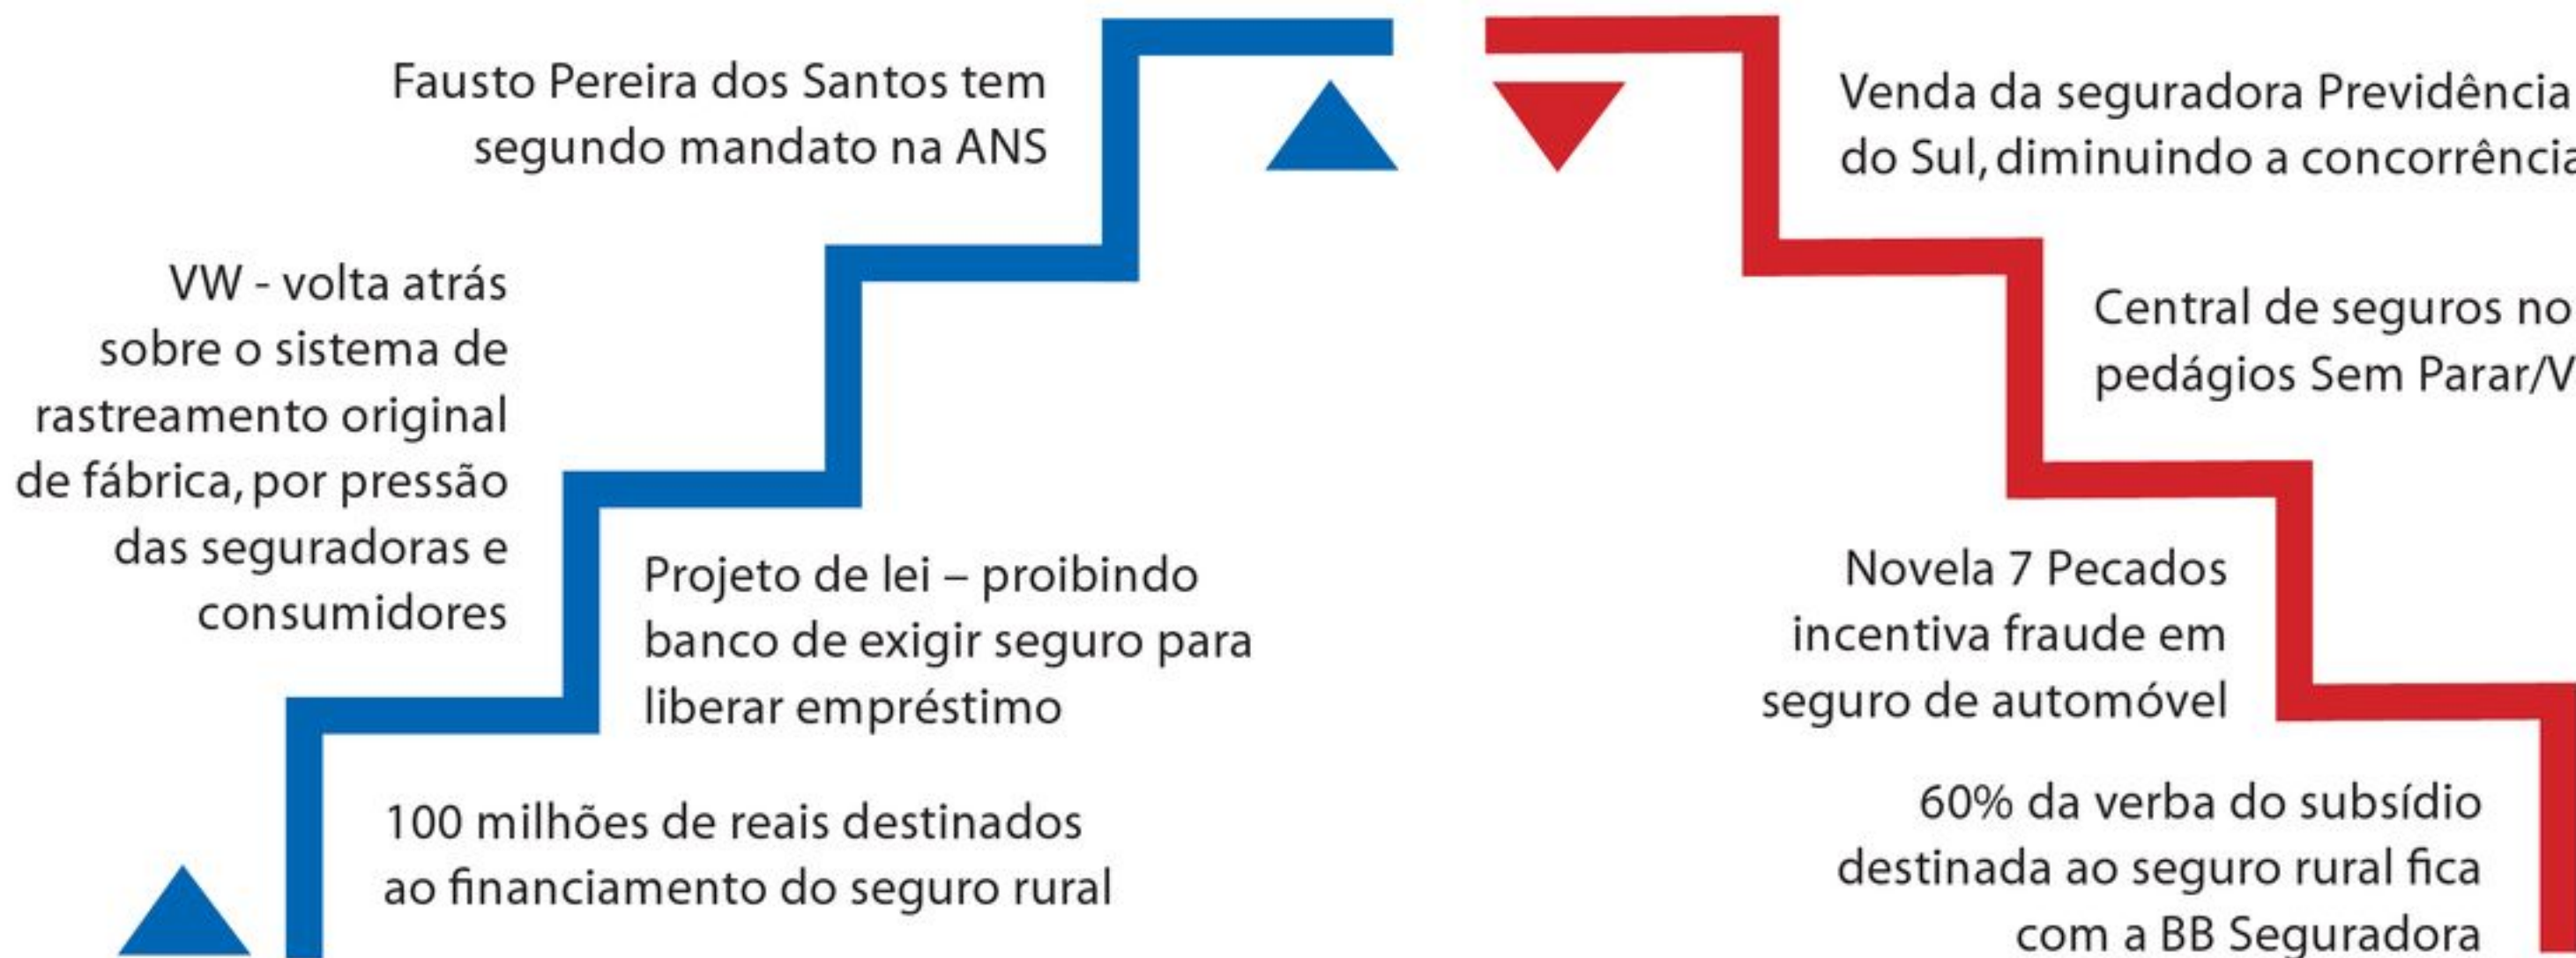 Fausto Pereira dos Santos tem
segundo mandato na ANS
VW - volta atrás
sobre o sistema de
rastreamento original
de fábrica, por pressão
das seguradoras e
consumidores
Projeto de lei – proibindo
banco de exigir seguro para
liberar empréstimo
100 milhões de reais destinados
ao financiamento do seguro rural
Venda da seguradora Previdência
do Sul, diminuindo a concorrência
Central de seguros no
pedágios Sem Parar/V
Novela 7 Pecados
incentiva fraude em
seguro de automóvel
60% da verba do subsídio
destinada ao seguro rural fica
com a BB Seguradora